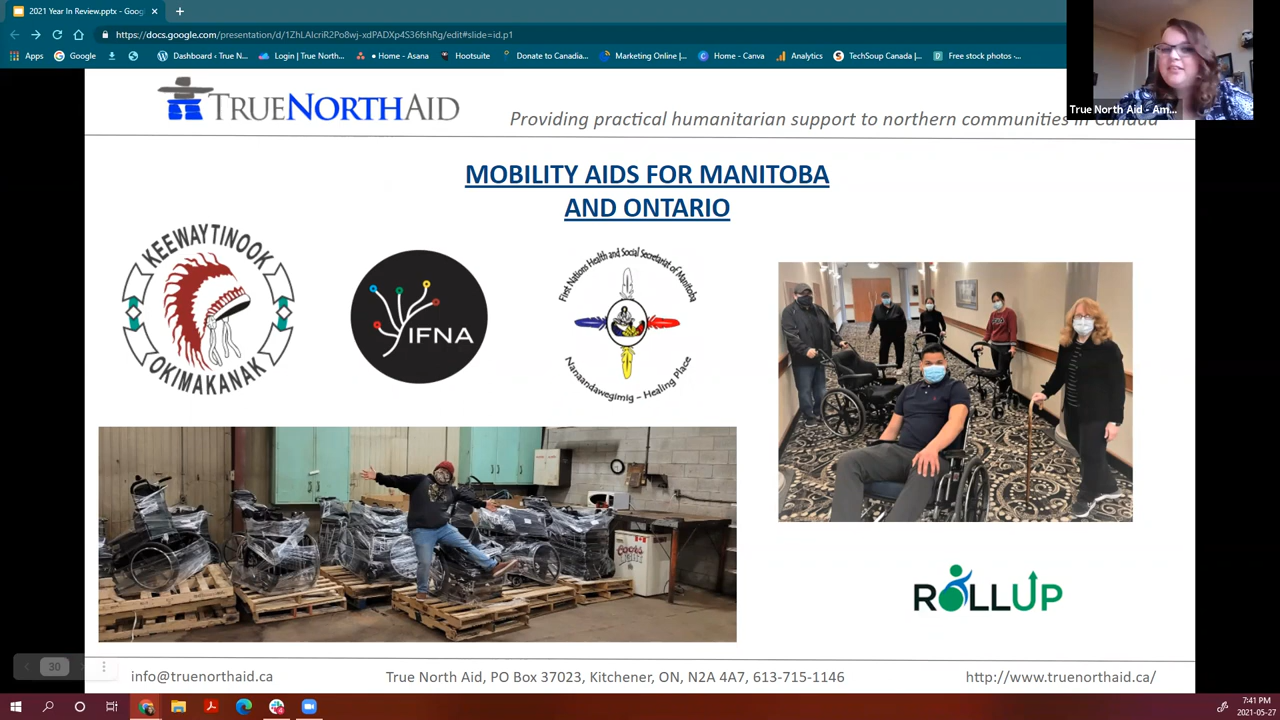 2021 Year In Review.pptx - Goog
https://docs.google.com/presentation/d/1ZhLAlcriR2Po8wj-xdPADXp4S36fshRg/edit#slide=id.p1
Apps Google Dashboard ‹ True N... Login | True North... • Home - Asana Hootsuite Donate to Canadia... Marketing Online |... Home - Canva Analytics TechSoup Canada |... Free stock photos -...
True North Aid - Am...
TRUENORTHAID
Providing practical humanitarian support to northern communities in Canada
MOBILITY AIDS FOR MANITOBA
AND ONTARIO
KEEWAYTINOOK
OKIMAKANAK
IFNA
First Nations Health and Social Secretariat of Manitoba
Nanaandawegimig - Healing Place
Coors
ROLLUP
30
info@truenorthaid.ca
True North Aid, PO Box 37023, Kitchener, ON, N2A 4A7, 613-715-1146
http://www.truenorthaid.ca/
7:41 PM
2021-05-27